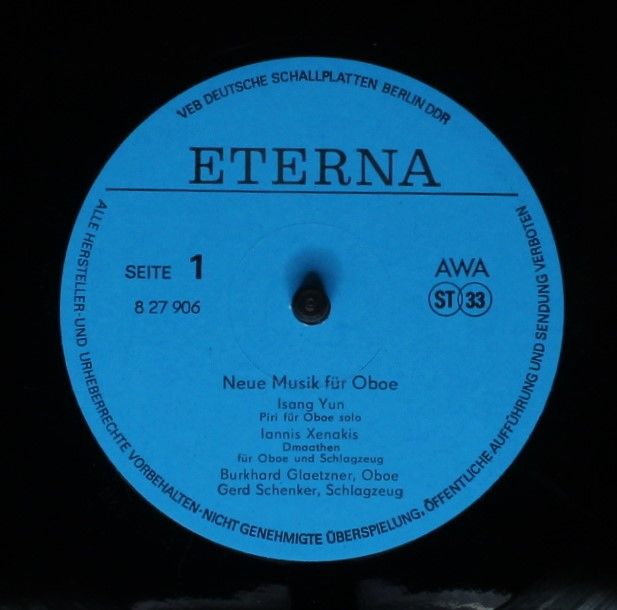 VEB DEUTSCHE SCHALLPLATTEN BERLIN DDR
ETERNA
SEITE 1
8 27 906
AWA
ST 33
Neue Musik für Oboe
Isang Yun
Piri für Oboe solo
Iannis Xenakis
Dmaathen
für Oboe und Schlagzeug
Burkhard Glaetzner, Oboe
Gerd Schenker, Schlagzeug
ALLE HERSTELLER-UND URHEBERRECHTE VORBEHALTEN-NICHT GENEHMIGTE ÜBERSPIELUNG, ÖFFENTLICHE AUFFÜHRUNG UND SENDUNG VERBOTEN